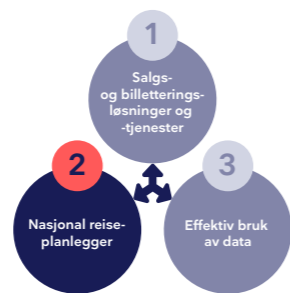 1
Salgs-
og billetterings-
løsninger og
-tjenester
2
Nasjonal reise-
planlegger
3
Effektiv bruk
av data